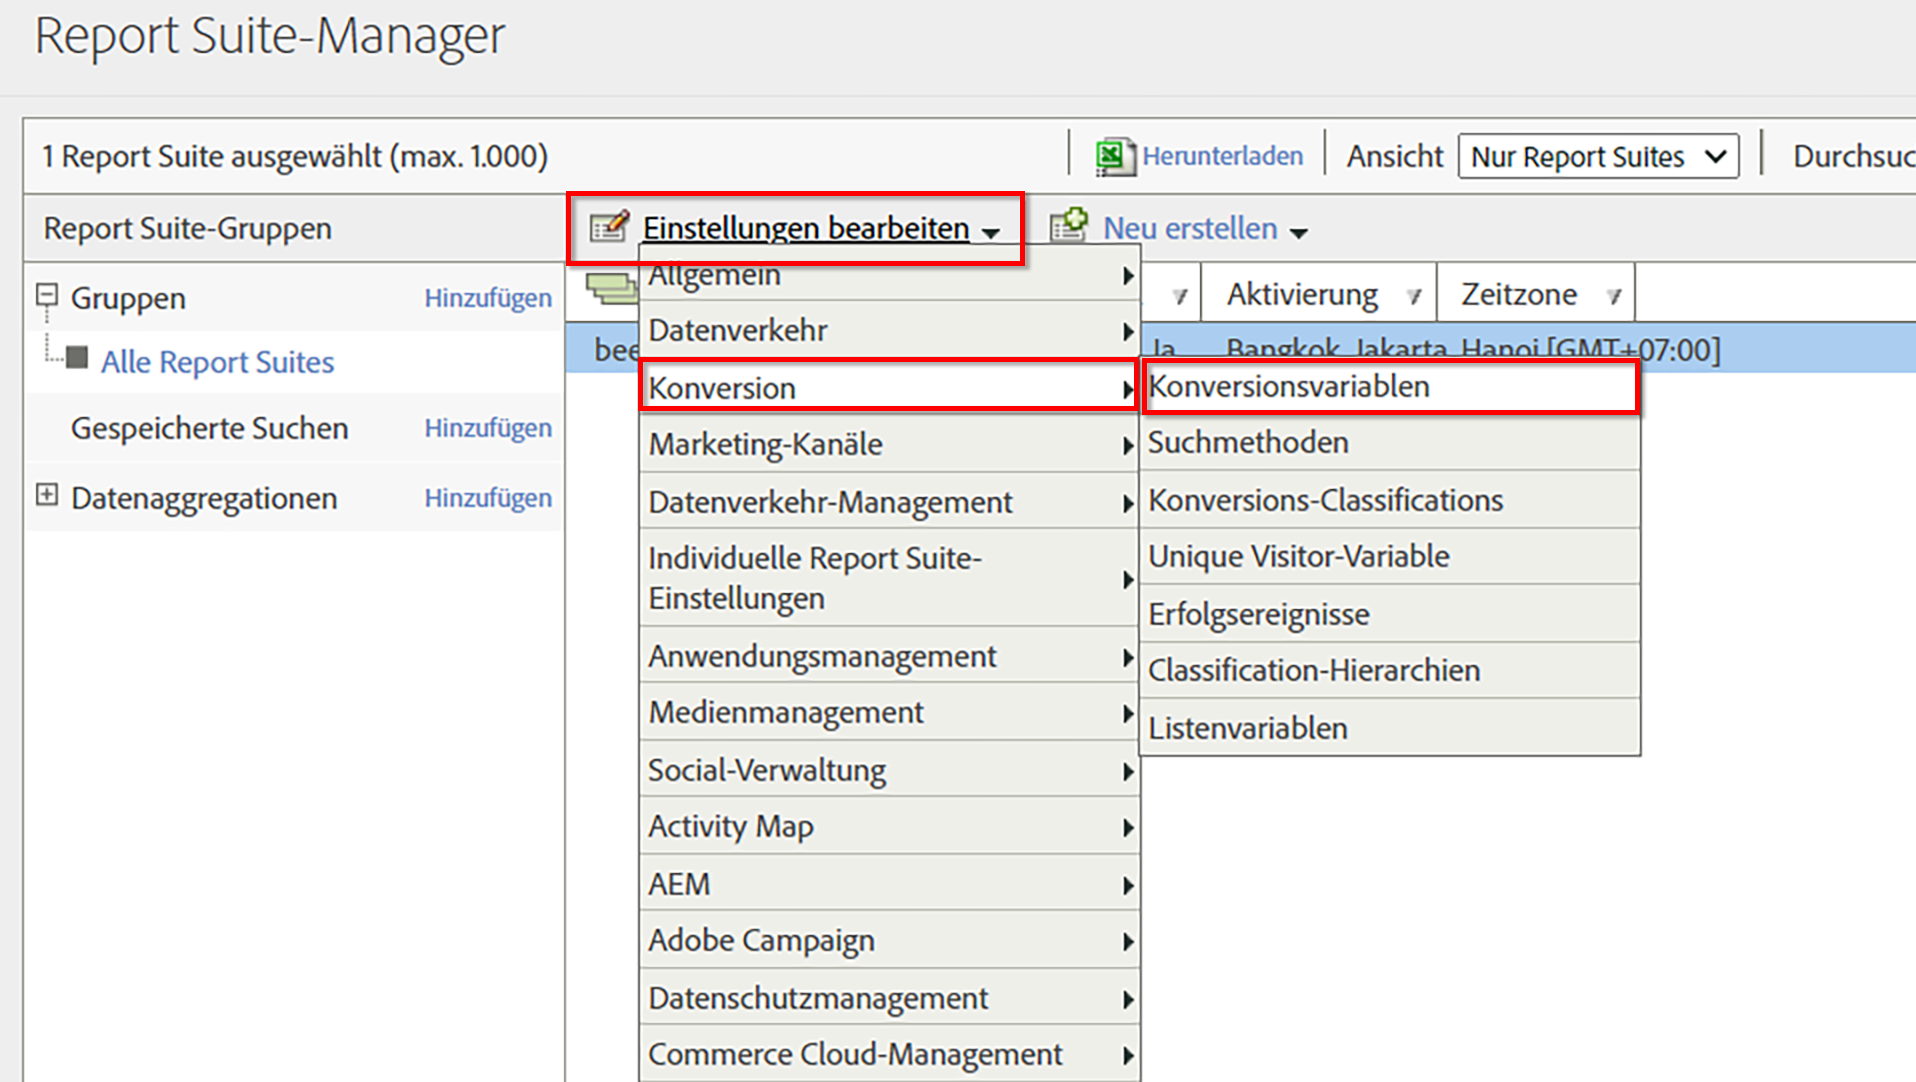 Report Suite-Manager
1 Report Suite ausgewählt (max. 1.000)
Herunterladen
Ansicht
Nur Report Suites
Report Suite-Gruppen
Einstellungen bearbeiten
Neu erstellen
Gruppen
Hinzufügen
Alle Report Suites
Gespeicherte Suchen
Hinzufügen
Datenaggregationen
Hinzufügen
Aktivierung
Zeitzone
Ja
Bangkok, Jakarta, Hanoi [GMT+07:00]
Allgemein
Datenverkehr
Konversion
Marketing-Kanäle
Datenverkehr-Management
Individuelle Report Suite-
Einstellungen
Anwendungsmanagement
Medienmanagement
Social-Verwaltung
Activity Map
AEM
Adobe Campaign
Datenschutzmanagement
Commerce Cloud-Management
Konversionsvariablen
Suchmethoden
Konversions-Classifications
Unique Visitor-Variable
Erfolgsereignisse
Classification-Hierarchien
Listenvariablen